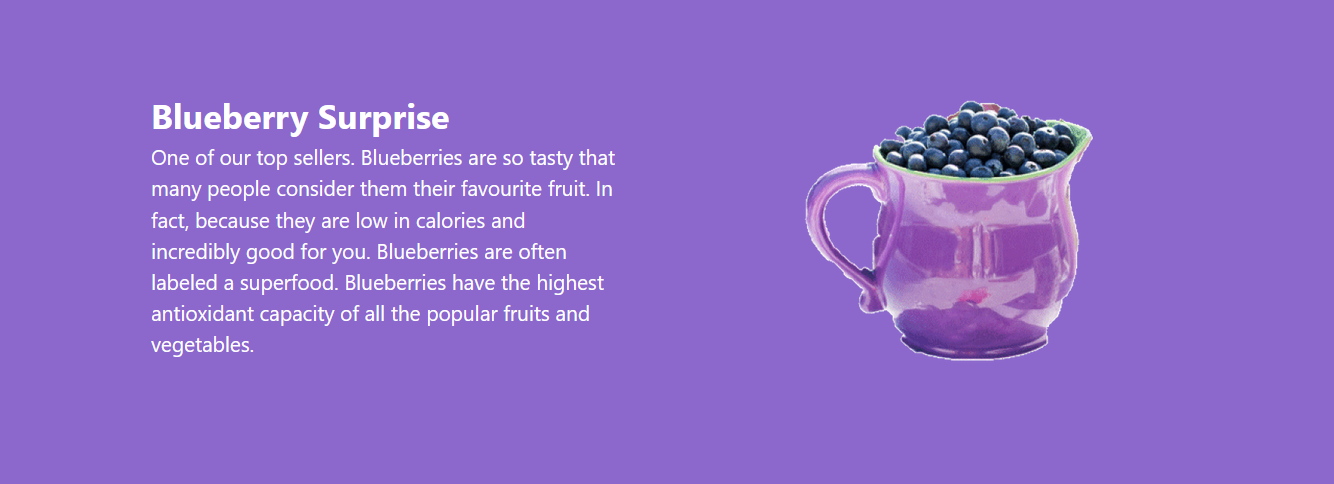 Blueberry Surprise
One of our top sellers. Blueberries are so tasty that
many people consider them their favourite fruit. In
fact, because they are low in calories and
incredibly good for you. Blueberries are often
labeled a superfood. Blueberries have the highest
antioxidant capacity of all the popular fruits and
vegetables.